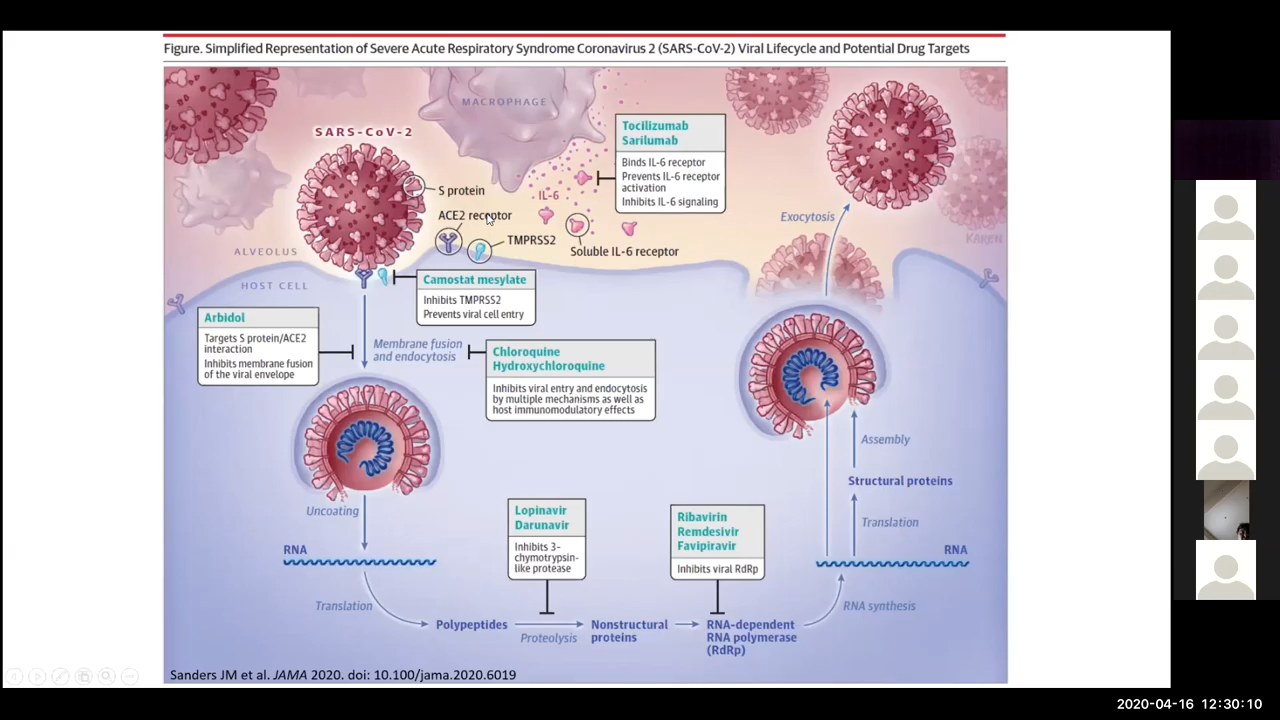 Figure. Simplified Representation of Severe Acute Respiratory Syndrome Coronavirus 2 (SARS-CoV-2) Viral Lifecycle and Potential Drug Targets
MACROPHAGE
SARS-CoV-2
S protein
ACE2 receptor
TMPRSS2
IL-6
Soluble IL-6 receptor
Tocilizumab
Sarilumab
Binds IL-6 receptor
Prevents IL-6 receptor
activation
Inhibits IL-6 signaling
Exocytosis
KAREN
ALVEOLUS
HOST CELL
Camostat mesylate
Inhibits TMPRSS2
Prevents viral cell entry
Arbidol
Targets S protein/ACE2
interaction
Inhibits membrane fusion
of the viral envelope
Membrane fusion
and endocytosis
Chloroquine
Hydroxychloroquine
Inhibits viral entry and endocytosis
by multiple mechanisms as well as
host immunomodulatory effects
Uncoating
RNA
Translation
Polypeptides
Proteolysis
Lopinavir
Darunavir
Inhibits 3-
chymotrypsin-
like protease
Nonstructural
proteins
Ribavirin
Remdesivir
Favipiravir
Inhibits viral RdRp
RNA-dependent
RNA polymerase
(RdRp)
RNA synthesis
RNA
Translation
Structural proteins
Assembly
Sanders JM et al. JAMA 2020. doi: 10.100/jama.2020.6019
2020-04-16 12:30:10